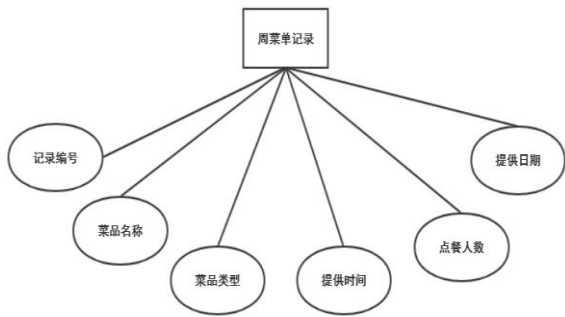 周菜单记录
记录编号
菜品名称
菜品类型
提供时间
点餐人数
提供日期